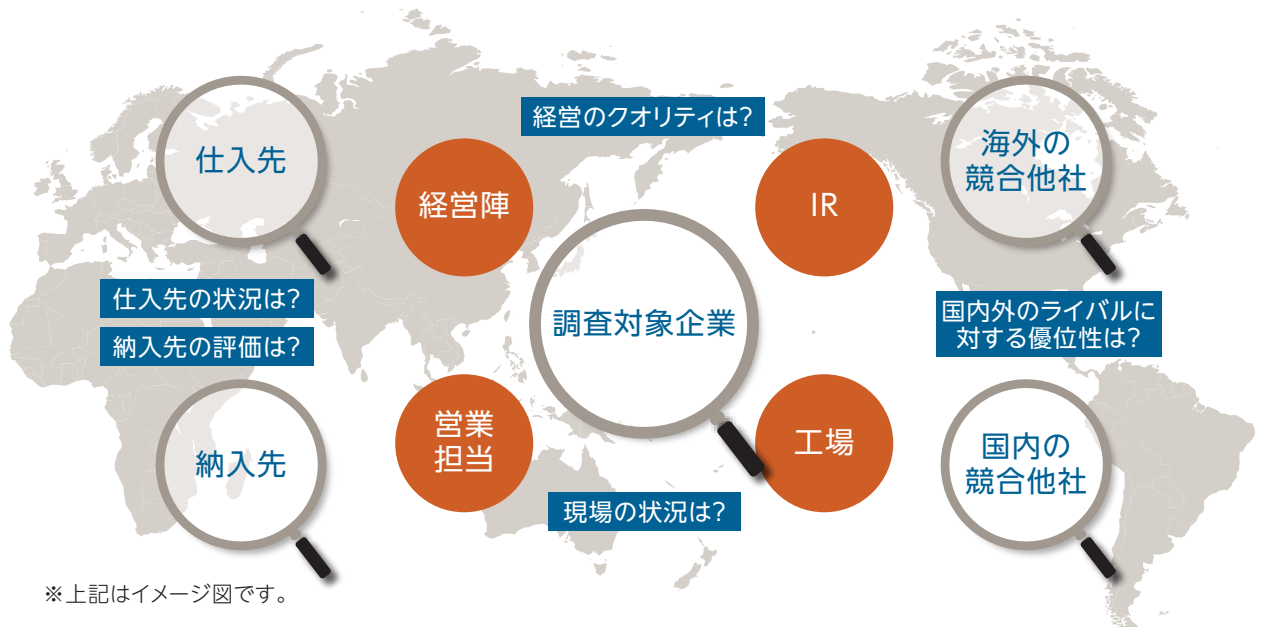 経営のクオリティは?
仕入先
経営陣
IR
海外の
競合他社
調査対象企業
仕入先の状況は?
納入先の評価は?
国内外のライバルに
対する優位性は?
納入先
営業
担当
工場
国内の
競合他社
現場の状況は?
※上記はイメージ図です。